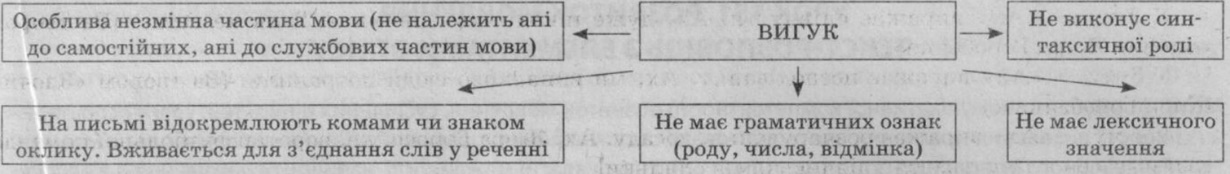 Особлива незмінна частина мови (не належить ані
до самостійних, ані до службових частин мови)
ВИГУК
Не виконує син-
таксичної ролі
На письмі відокремлюють комами чи знаком
оклику. Вживається для з’єднання слів у реченні
Не має граматичних ознак
(роду, числа, відмінка)
Не має лексичного
значення